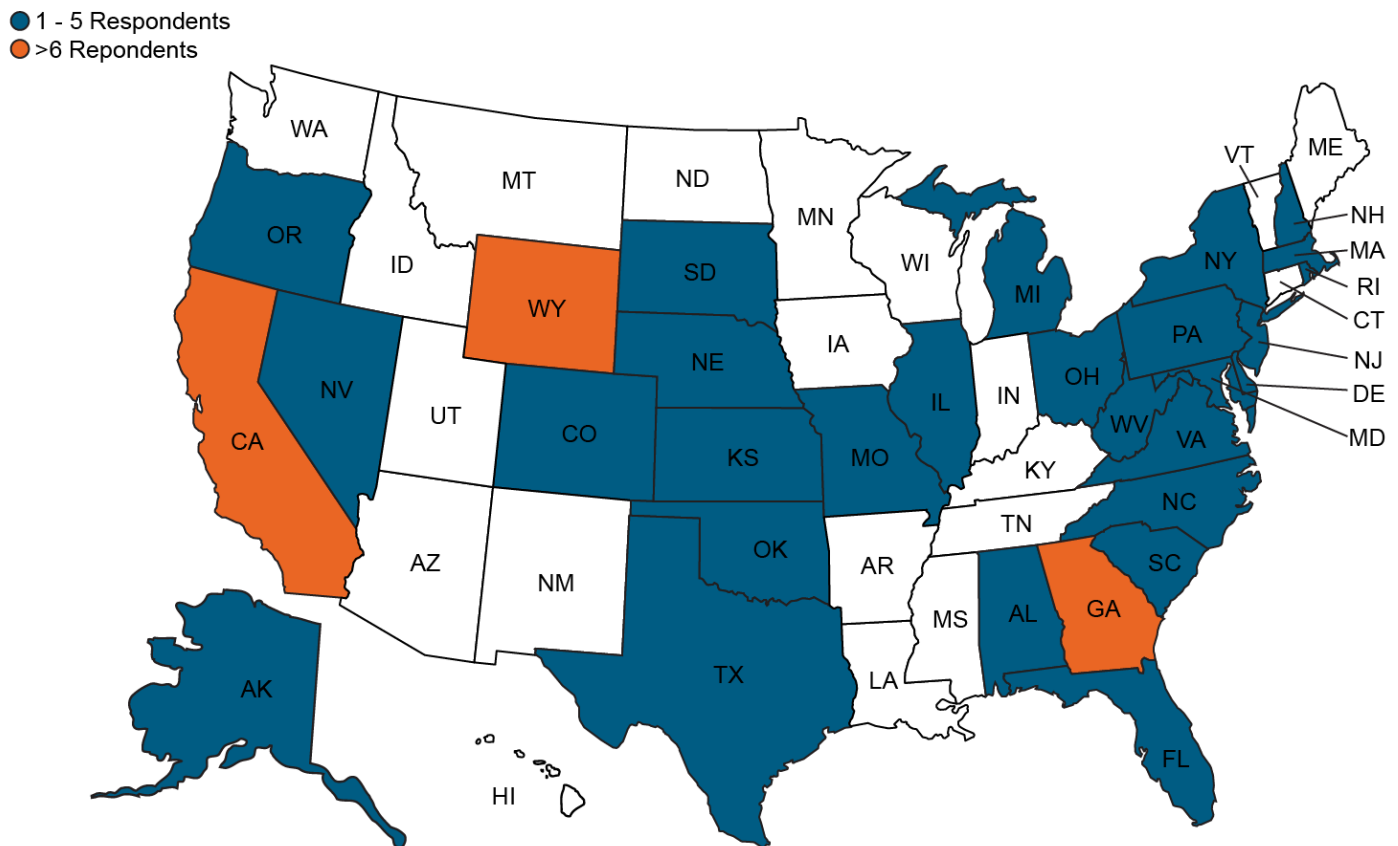 1 - 5 Respondents
>6 Repondents
WA
MT
ND
MN
ME
VT
NH
OR
ID
SD
WI
NY
MA
MI
RI
WY
CT
IA
PA
NE
NJ
NV
OH
IN
IL
DE
UT
CO
CA
WV
VA
MD
KS
MO
KY
NC
TN
OK
AZ
NM
AR
SC
GA
MS
AL
TX
LA
AK
FL
HI